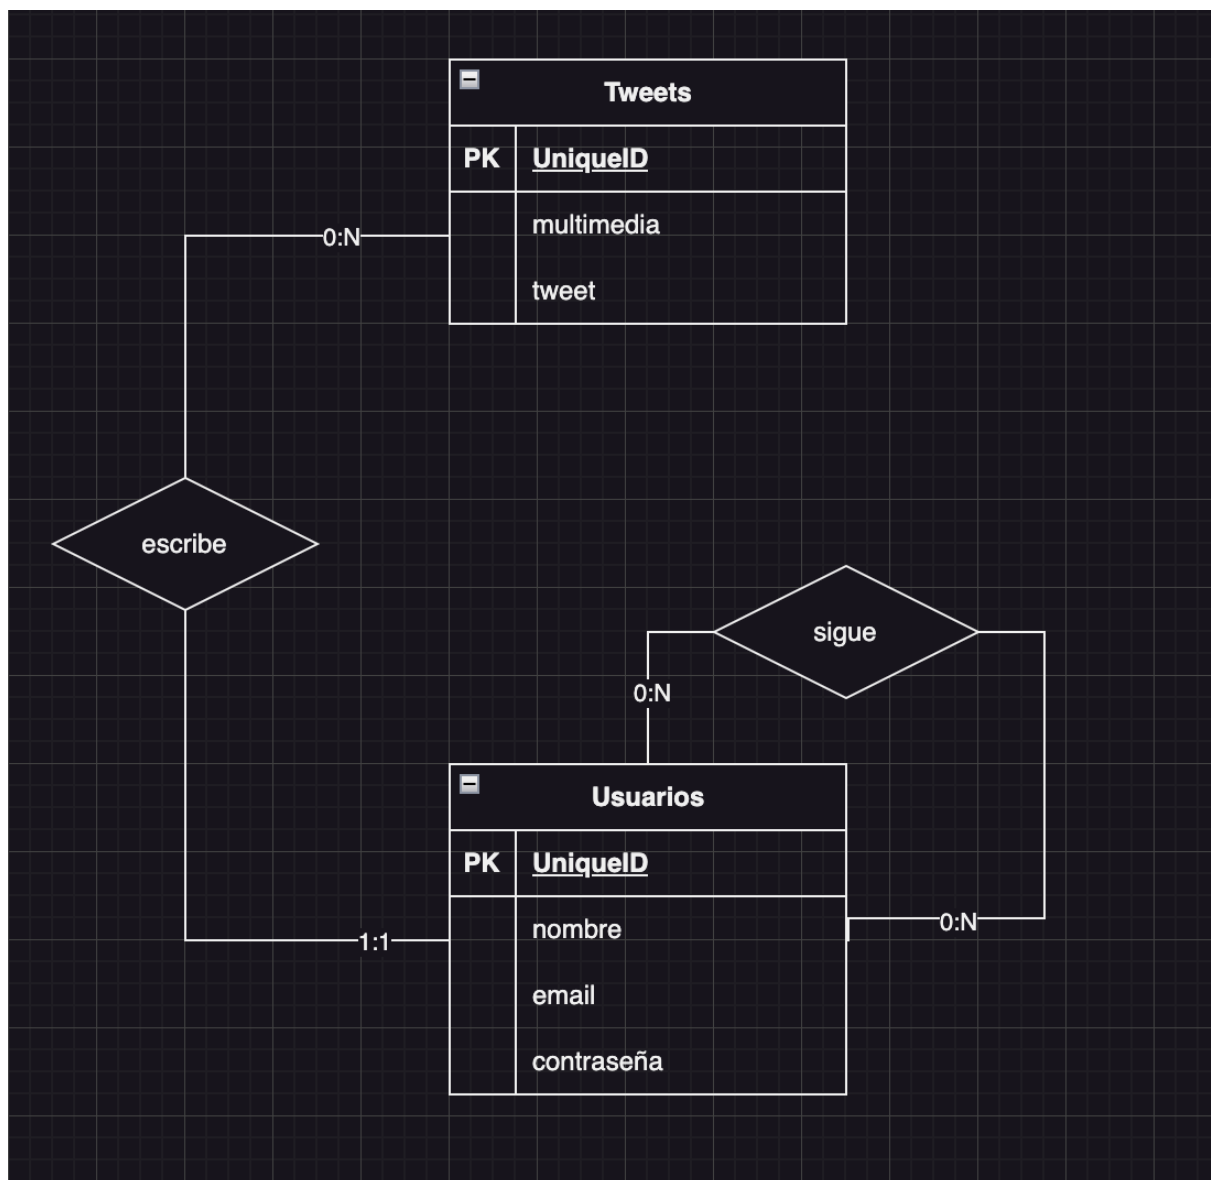 Tweets
PK UniqueID
multimedia
0:N
tweet
escribe
sigue
0:N
Usuarios
PK UniqueID
nombre
0:N
1:1
email
contraseña